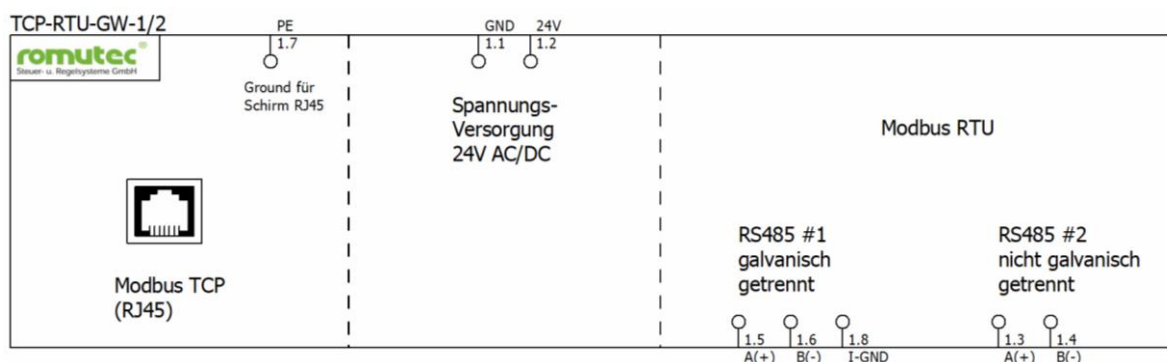 TCP-RTU-GW-1/2
romutec®
Steuer- u. Regelsysteme GmbH
PE
1.7
Ground für
Schirm RJ45
Modbus TCP
(RJ45)
GND 24V
1.1 1.2
Spannungs-
Versorgung
24V AC/DC
Modbus RTU
RS485 #1
galvanisch
getrennt
1.5 1.6 1.8
A(+) B(-) I-GND
RS485 #2
nicht galvanisch
getrennt
1.3 1.4
A(+) B(-)